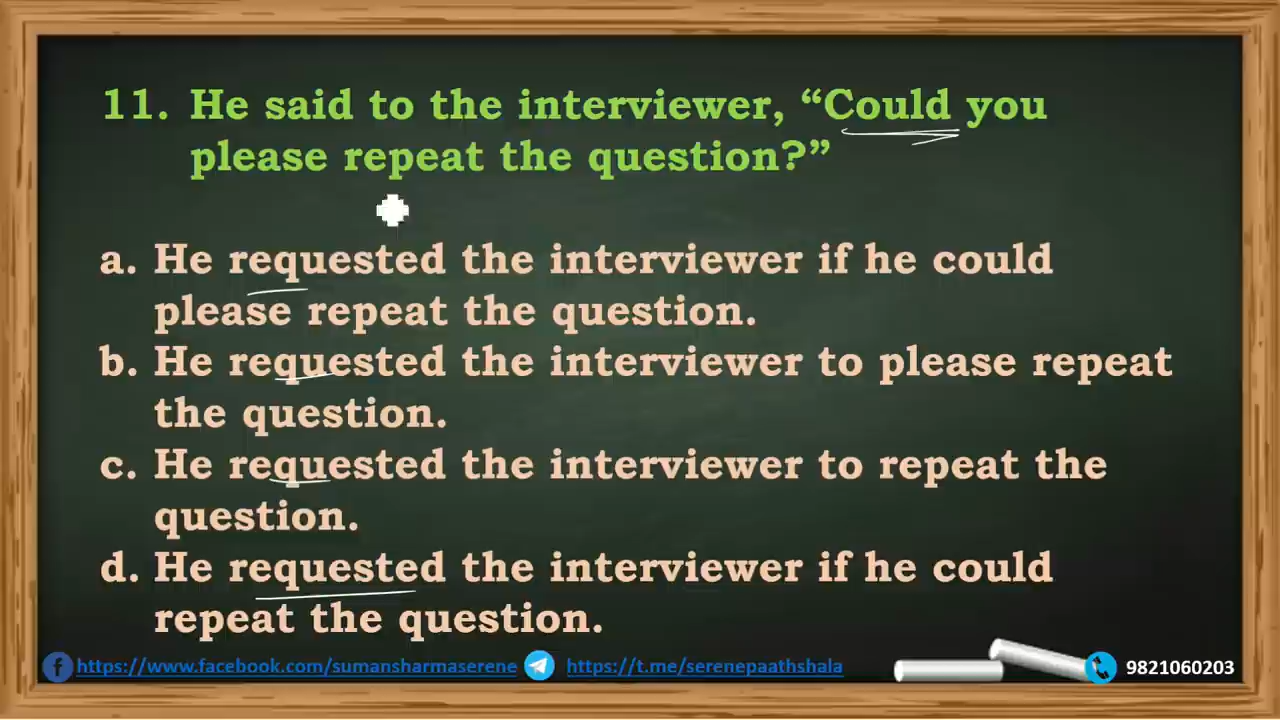 11. He said to the interviewer, “Could you
please repeat the question?”
a. He requested the interviewer if he could
please repeat the question.
b. He requested the interviewer to please repeat
the question.
c. He requested the interviewer to repeat the
question.
d. He requested the interviewer if he could
repeat the question.
https://www.facebook.com/sumansharmaserene https://t.me/serenepaathshala 9821060203